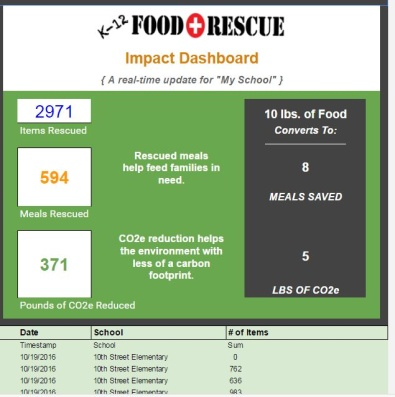 K-12 FOOD RESCUE
Impact Dashboard
{ A real-time update for "My School" }
2971
Items Rescued
594
Meals Rescued
Rescued meals
help feed families in
need.
371
Pounds of CO2e Reduced
CO2e reduction helps
the environment with
less of a carbon
footprint.
10 lbs. of Food
Converts To:
8
MEALS SAVED
5
LBS OF CO2e
Date School # of Items
Timestamp School Sum
10/19/2016 10th Street Elementary 0
10/19/2016 10th Street Elementary 762
10/19/2016 10th Street Elementary 636
10/19/2016 10th Street Elementary 983